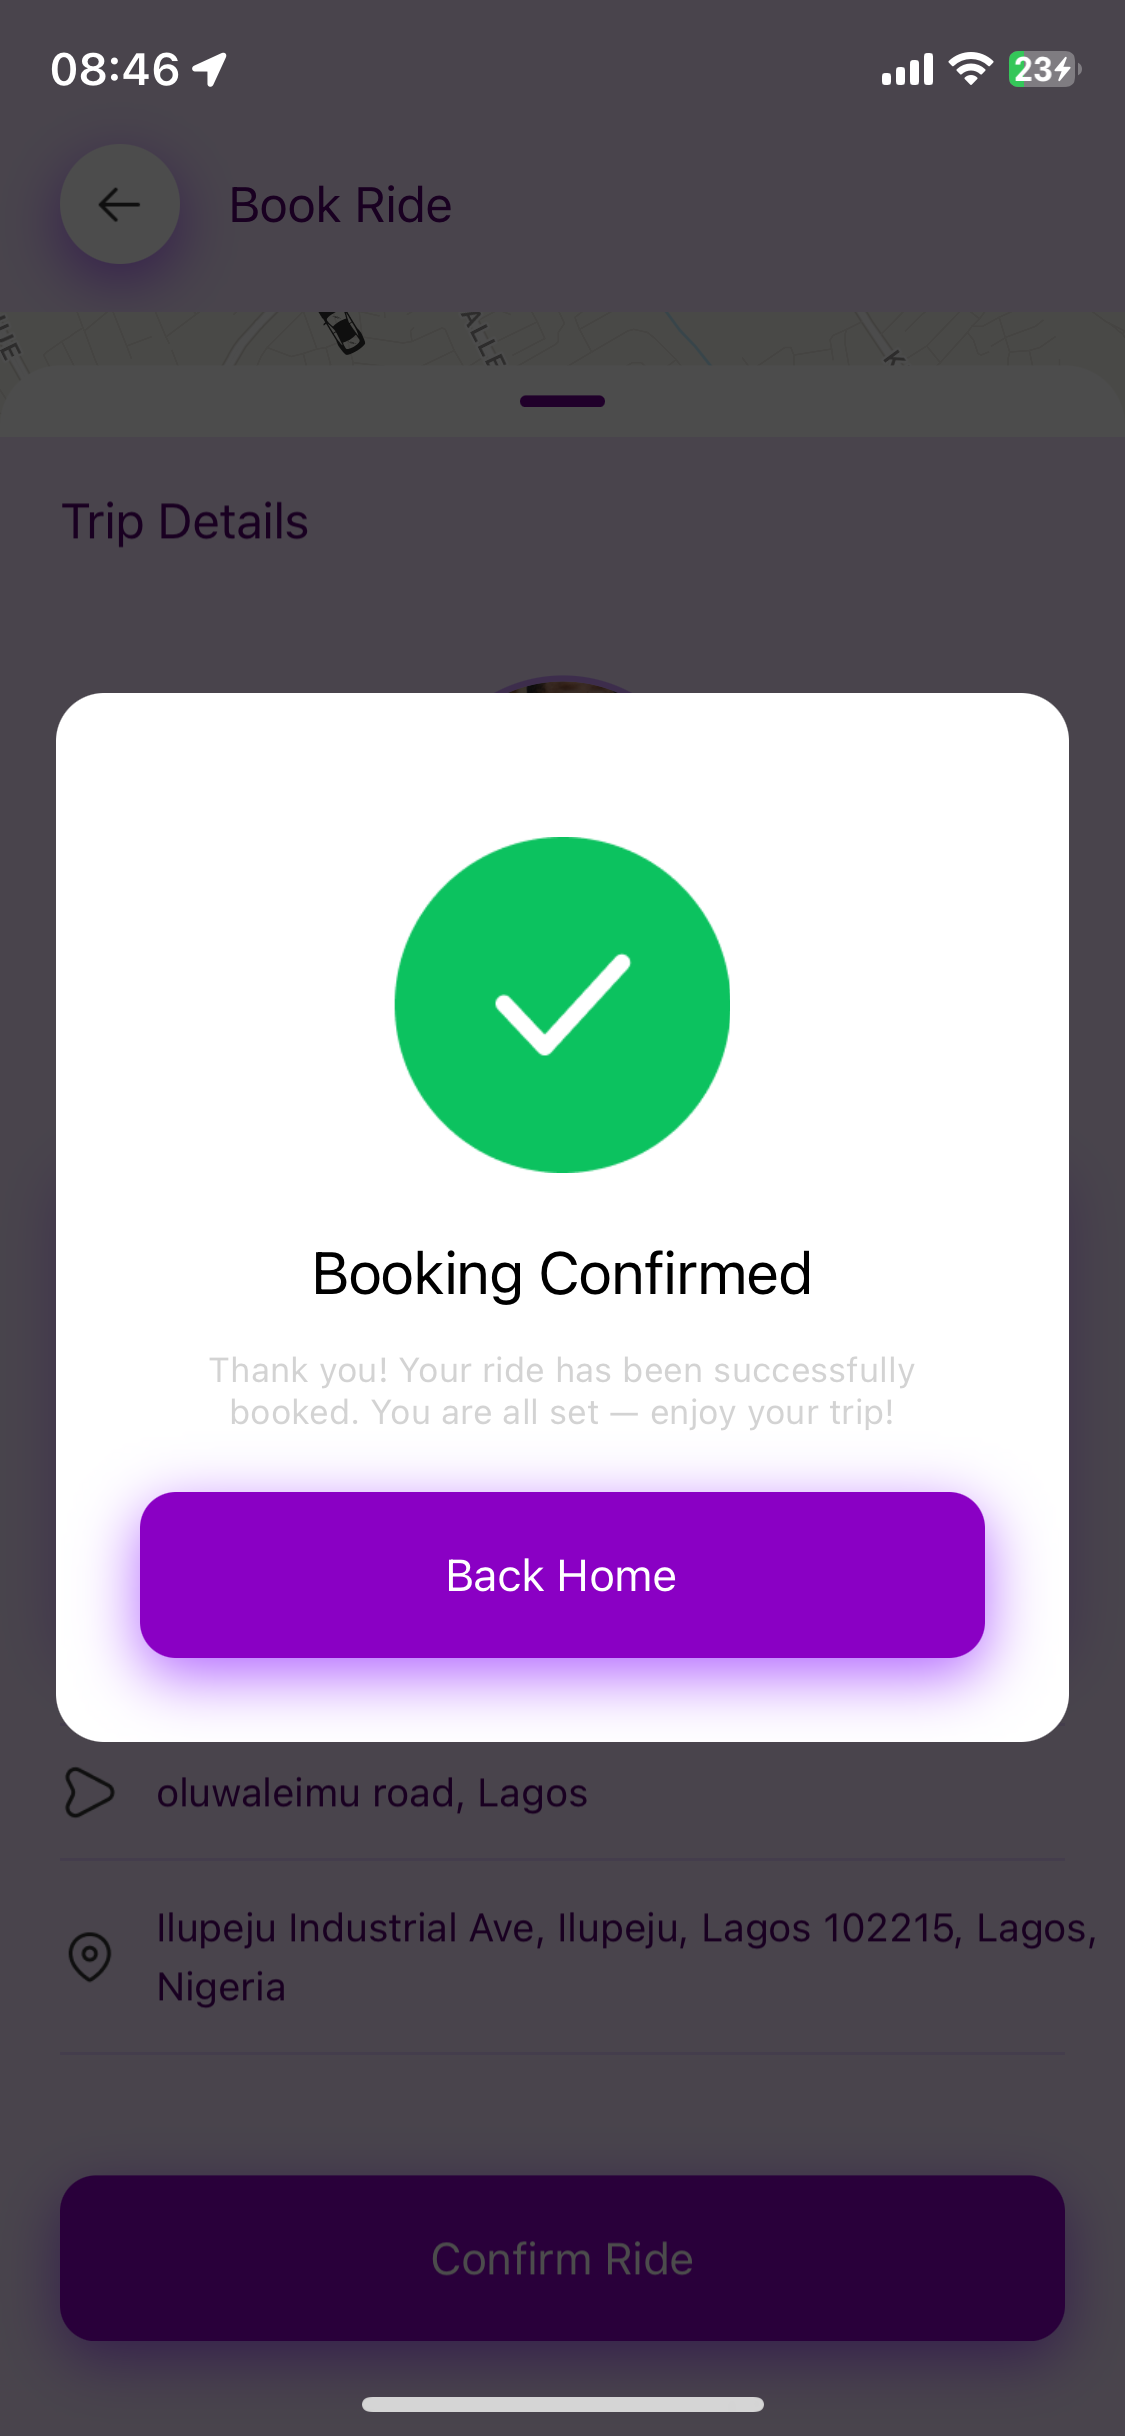 08:46
23
Book Ride
ALLE
K
Trip Details
Booking Confirmed
Thank you! Your ride has been successfully
booked. You are all set — enjoy your trip!
Back Home
oluwaleimu road, Lagos
Ilupeju Industrial Ave, Ilupeju, Lagos 102215, Lagos,
Nigeria
Confirm Ride